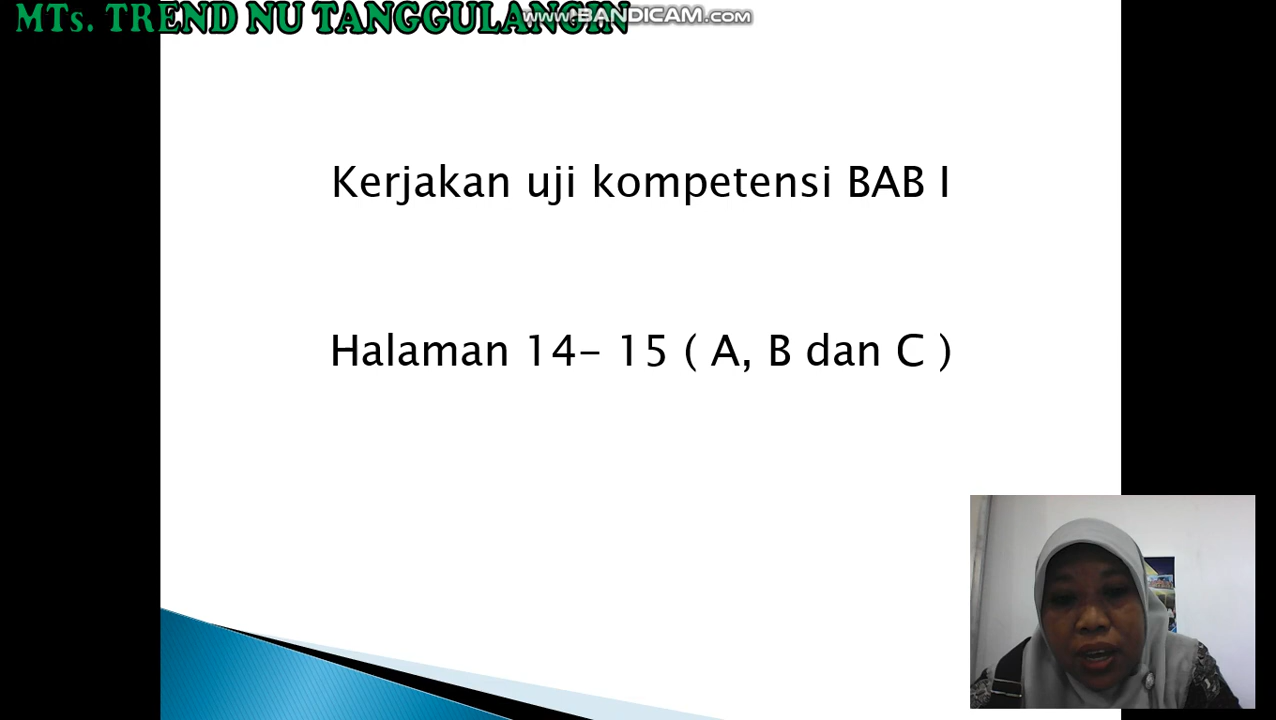 MTs. TREND NU TANGGULANGIN
www.BANDICAM.com
Kerjakan uji kompetensi BAB I
Halaman 14- 15 ( A, B dan C )